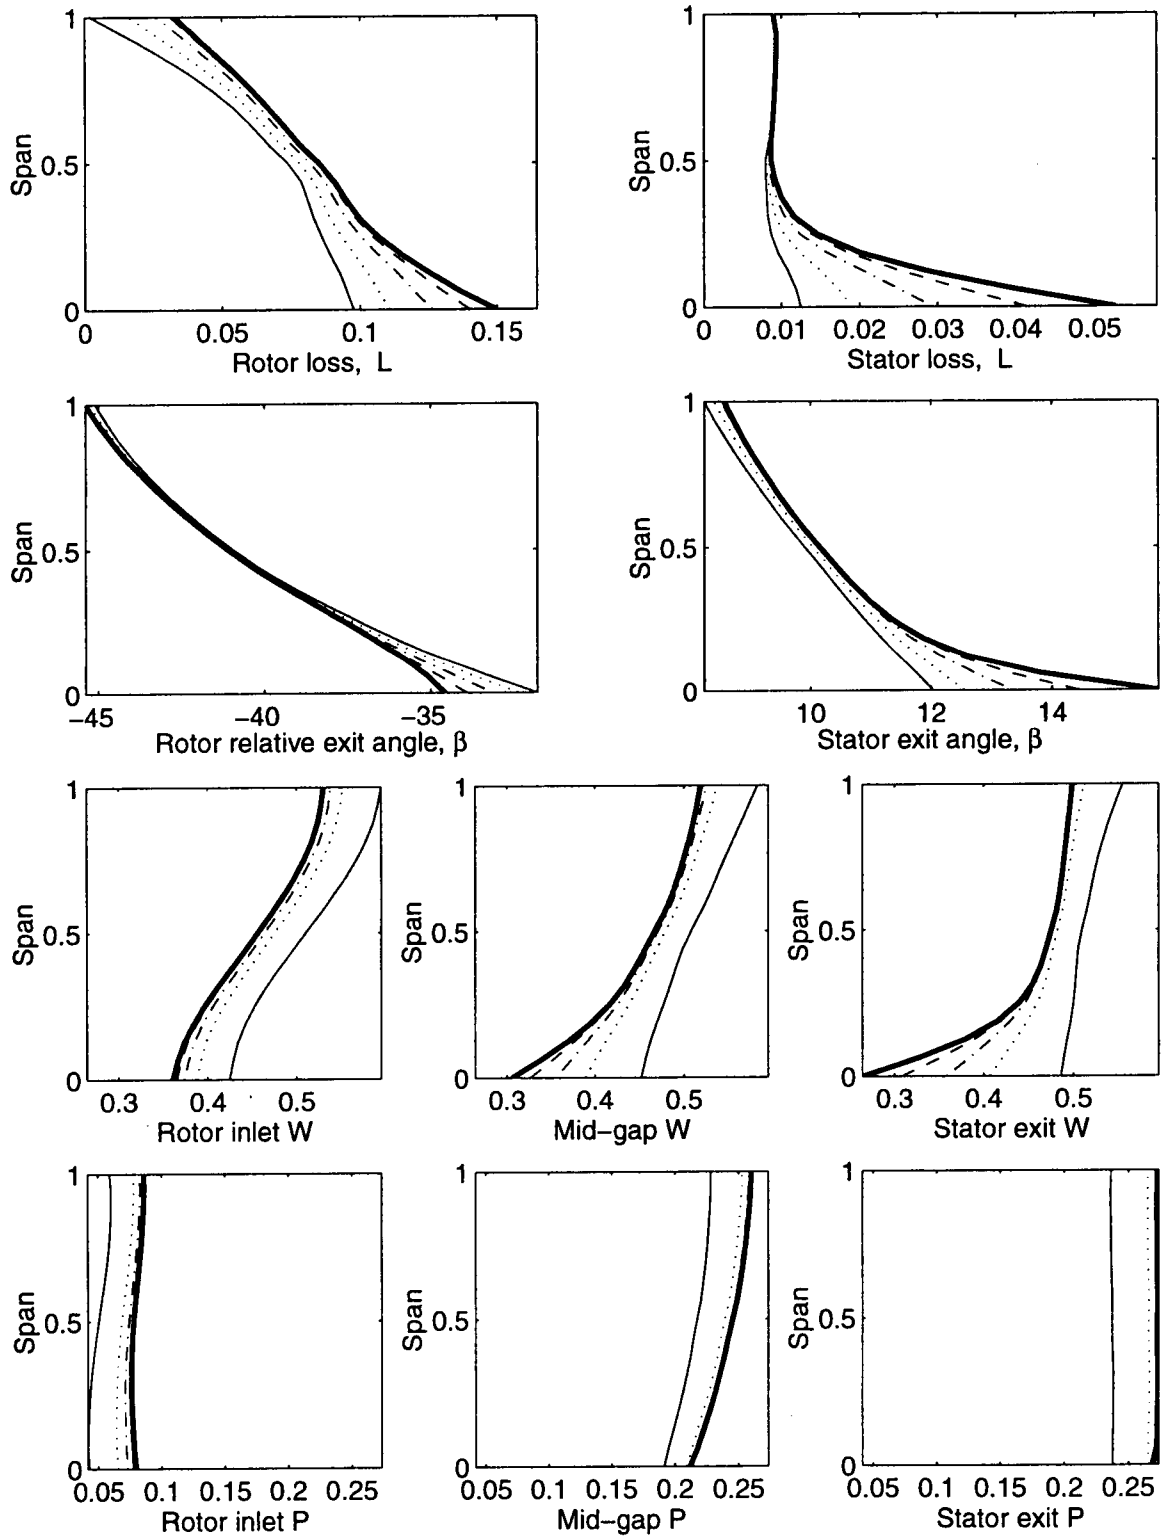 1
0.5
0
Span
0 0.05 0.1 0.15
Rotor loss, L
1
0.5
0
Span
0 0.01 0.02 0.03 0.04 0.05
Stator loss, L
1
0.5
0
Span
−45 −40 −35
Rotor relative exit angle, β
1
0.5
0
Span
10 12 14
Stator exit angle, β
1
0.5
0
Span
0.3 0.4 0.5
Rotor inlet W
1
0.5
0
Span
0.3 0.4 0.5
Mid−gap W
1
0.5
0
Span
0.3 0.4 0.5
Stator exit W
1
0.5
0
Span
0.05 0.1 0.15 0.2 0.25
Rotor inlet P
1
0.5
0
Span
0.05 0.1 0.15 0.2 0.25
Mid−gap P
1
0.5
0
Span
0.05 0.1 0.15 0.2 0.25
Stator exit P